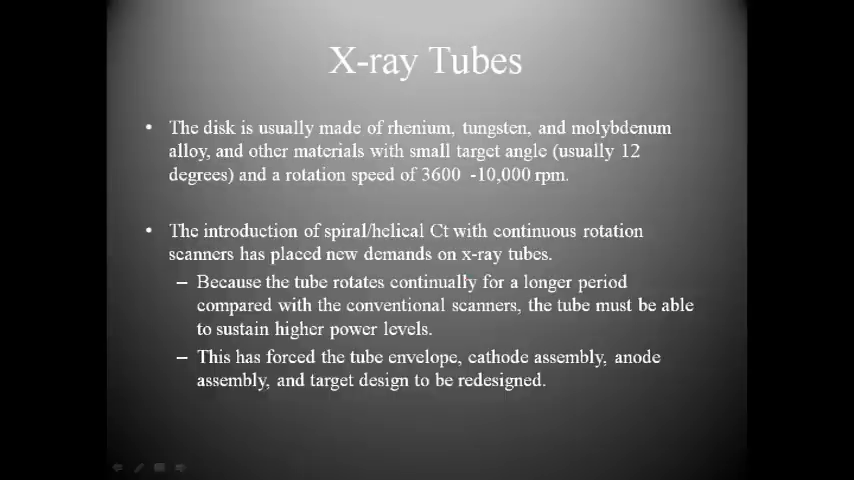 X-ray Tubes
• The disk is usually made of rhenium, tungsten, and molybdenum
alloy, and other materials with small target angle (usually 12
degrees) and a rotation speed of 3600 -10,000 rpm.
• The introduction of spiral/helical Ct with continuous rotation
scanners has placed new demands on x-ray tubes.
– Because the tube rotates continually for a longer period
compared with the conventional scanners, the tube must be able
to sustain higher power levels.
– This has forced the tube envelope, cathode assembly, anode
assembly, and target design to be redesigned.